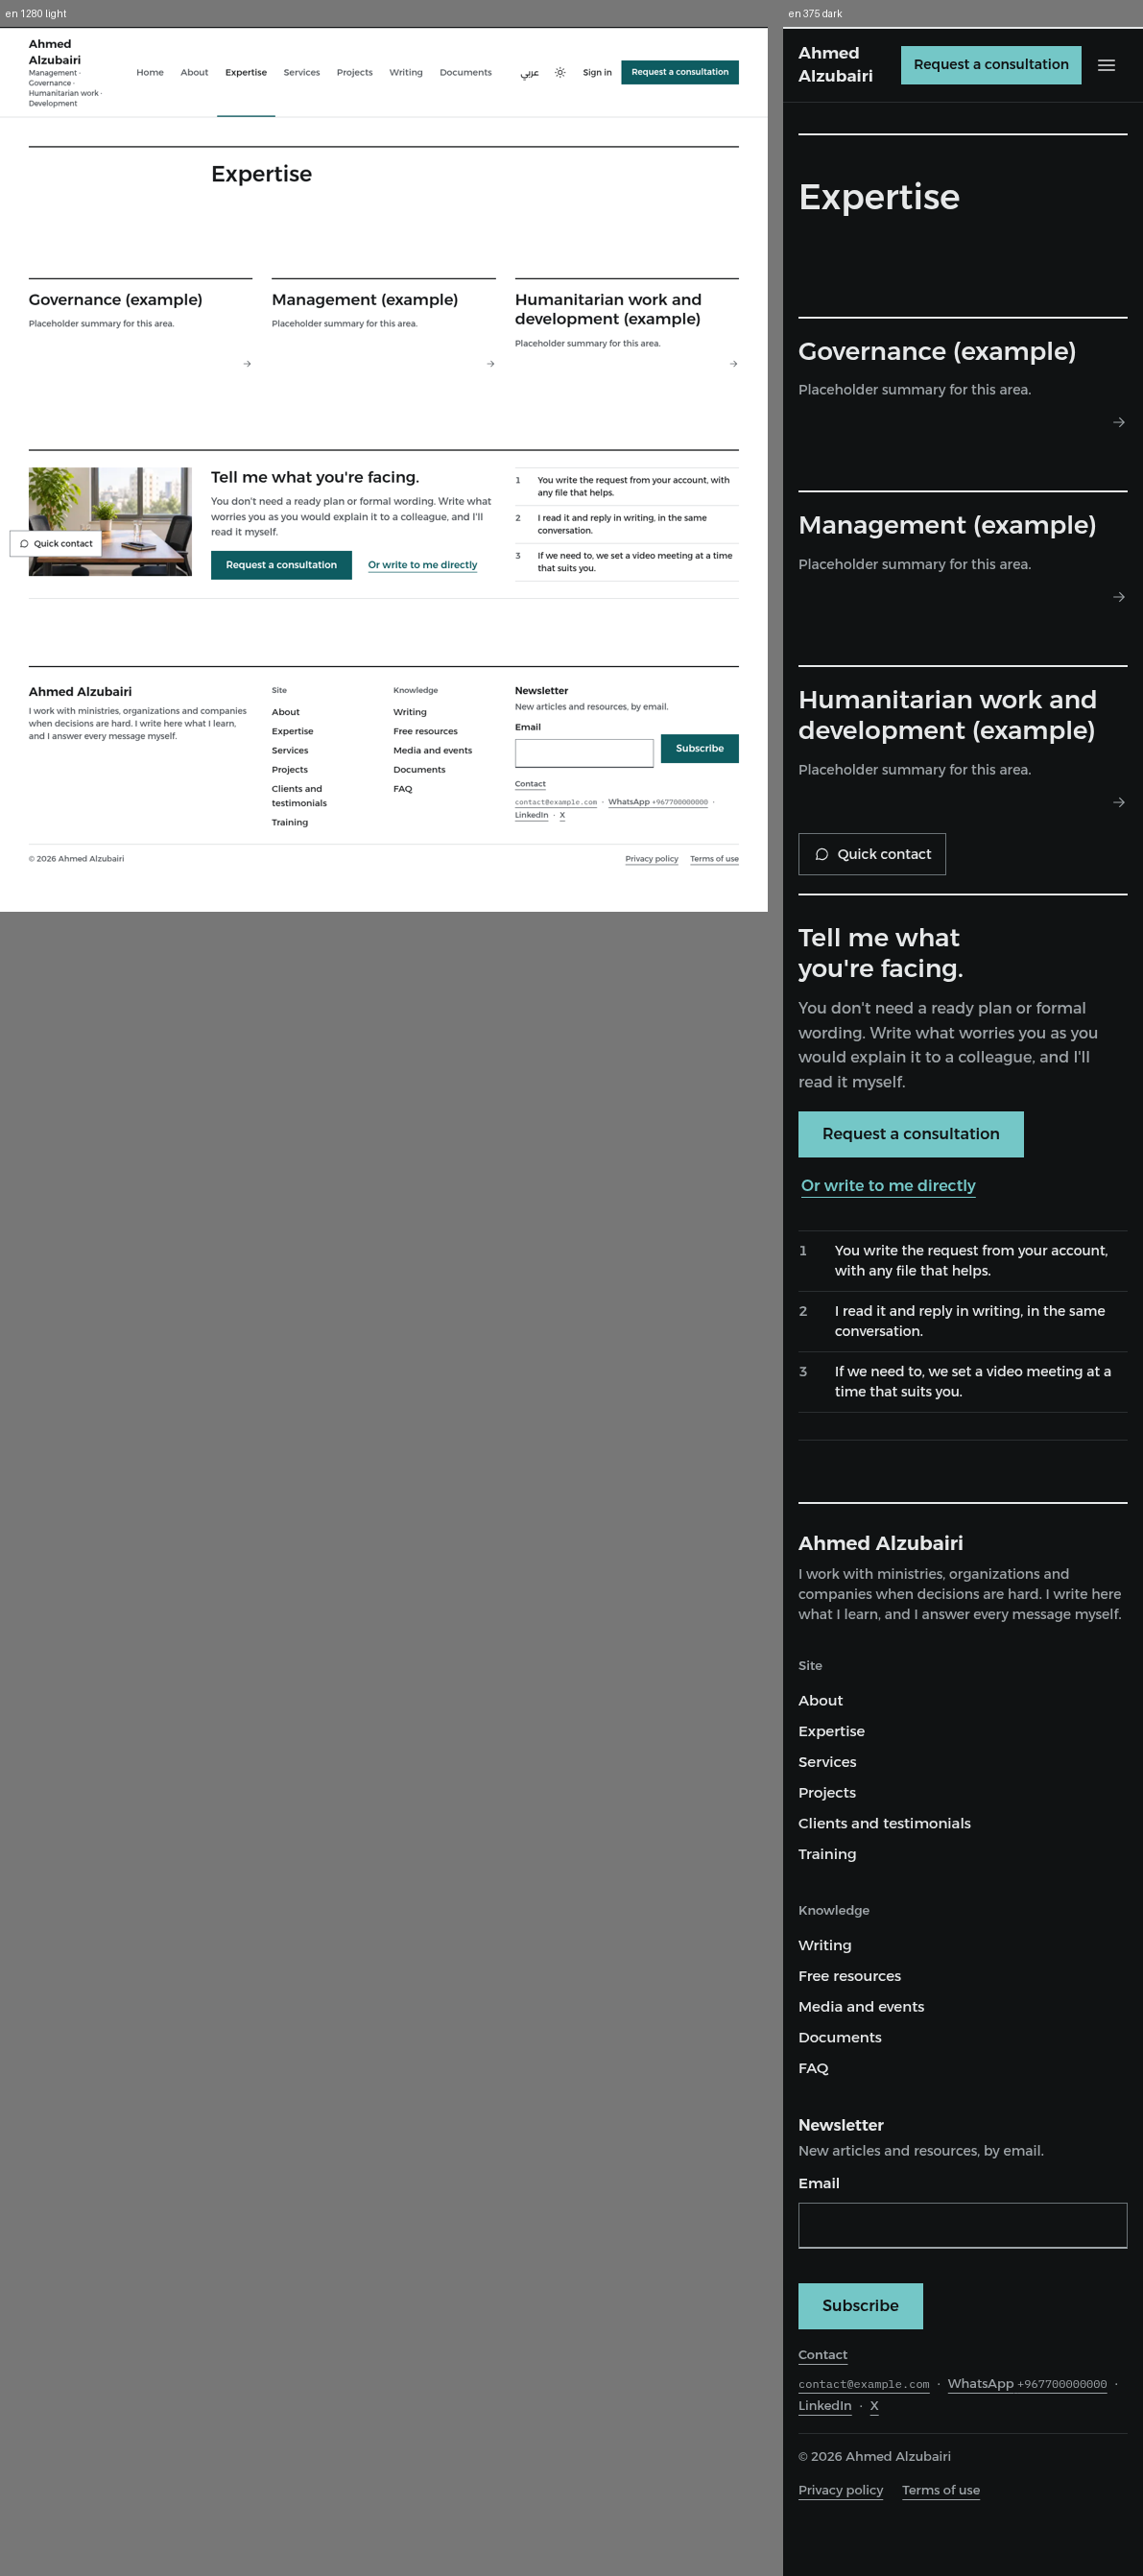 en 1280 light
Ahmed
Alzubairi
Management ·
Governance ·
Humanitarian work ·
Development
Home About Expertise Services Projects Writing Documents عربي Sign in Request a consultation
Expertise
Governance (example)
Placeholder summary for this area.
Management (example)
Placeholder summary for this area.
Humanitarian work and
development (example)
Placeholder summary for this area.
Quick contact
Tell me what you're facing.
You don't need a ready plan or formal wording. Write what
worries you as you would explain it to a colleague, and I'll
read it myself.
Request a consultation Or write to me directly
1 You write the request from your account, with
any file that helps.
2 I read it and reply in writing, in the same
conversation.
3 If we need to, we set a video meeting at a time
that suits you.
Ahmed Alzubairi
I work with ministries, organizations and companies
when decisions are hard. I write here what I learn,
and I answer every message myself.
Site
About
Expertise
Services
Projects
Clients and
testimonials
Training
Knowledge
Writing
Free resources
Media and events
Documents
FAQ
Newsletter
New articles and resources, by email.
Email
Subscribe
Contact
contact@example.com · WhatsApp +967700000000 ·
LinkedIn · X
© 2026 Ahmed Alzubairi
Privacy policy Terms of use
en 375 dark
Ahmed
Alzubairi
Request a consultation
Expertise
Governance (example)
Placeholder summary for this area.
Management (example)
Placeholder summary for this area.
Humanitarian work and
development (example)
Placeholder summary for this area.
Quick contact
Tell me what
you're facing.
You don't need a ready plan or formal
wording. Write what worries you as you
would explain it to a colleague, and I'll
read it myself.
Request a consultation
Or write to me directly
1 You write the request from your account,
with any file that helps.
2 I read it and reply in writing, in the same
conversation.
3 If we need to, we set a video meeting at a
time that suits you.
Ahmed Alzubairi
I work with ministries, organizations and
companies when decisions are hard. I write here
what I learn, and I answer every message myself.
Site
About
Expertise
Services
Projects
Clients and testimonials
Training
Knowledge
Writing
Free resources
Media and events
Documents
FAQ
Newsletter
New articles and resources, by email.
Email
Subscribe
Contact
contact@example.com · WhatsApp +967700000000 ·
LinkedIn · X
© 2026 Ahmed Alzubairi
Privacy policy Terms of use